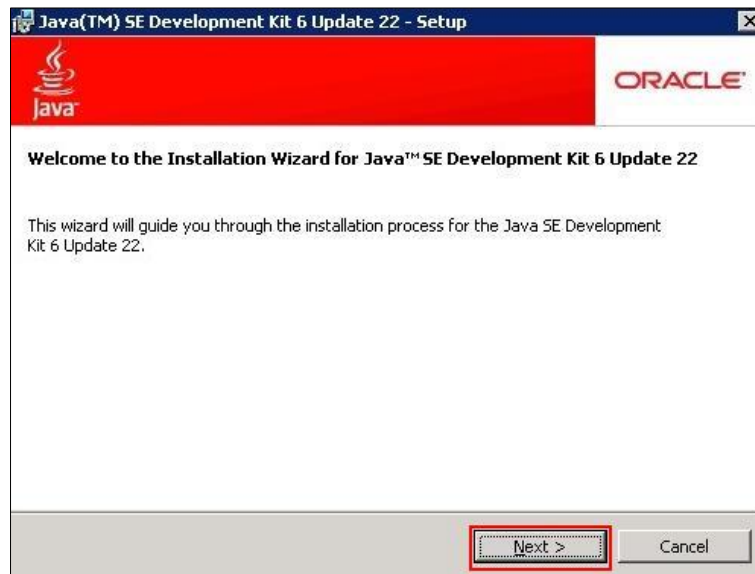 Java(TM) SE Development Kit 6 Update 22 - Setup
Java™
ORACLE®
Welcome to the Installation Wizard for Java™ SE Development Kit 6 Update 22
This wizard will guide you through the installation process for the Java SE Development
Kit 6 Update 22.
Next >
Cancel